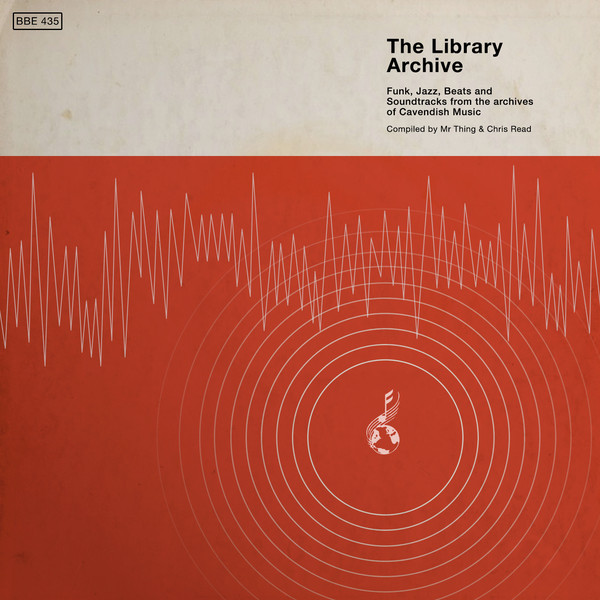 BBE 435
The Library
Archive
Funk, Jazz, Beats and
Soundtracks from the archives
of Cavendish Music
Compiled by Mr Thing & Chris Read